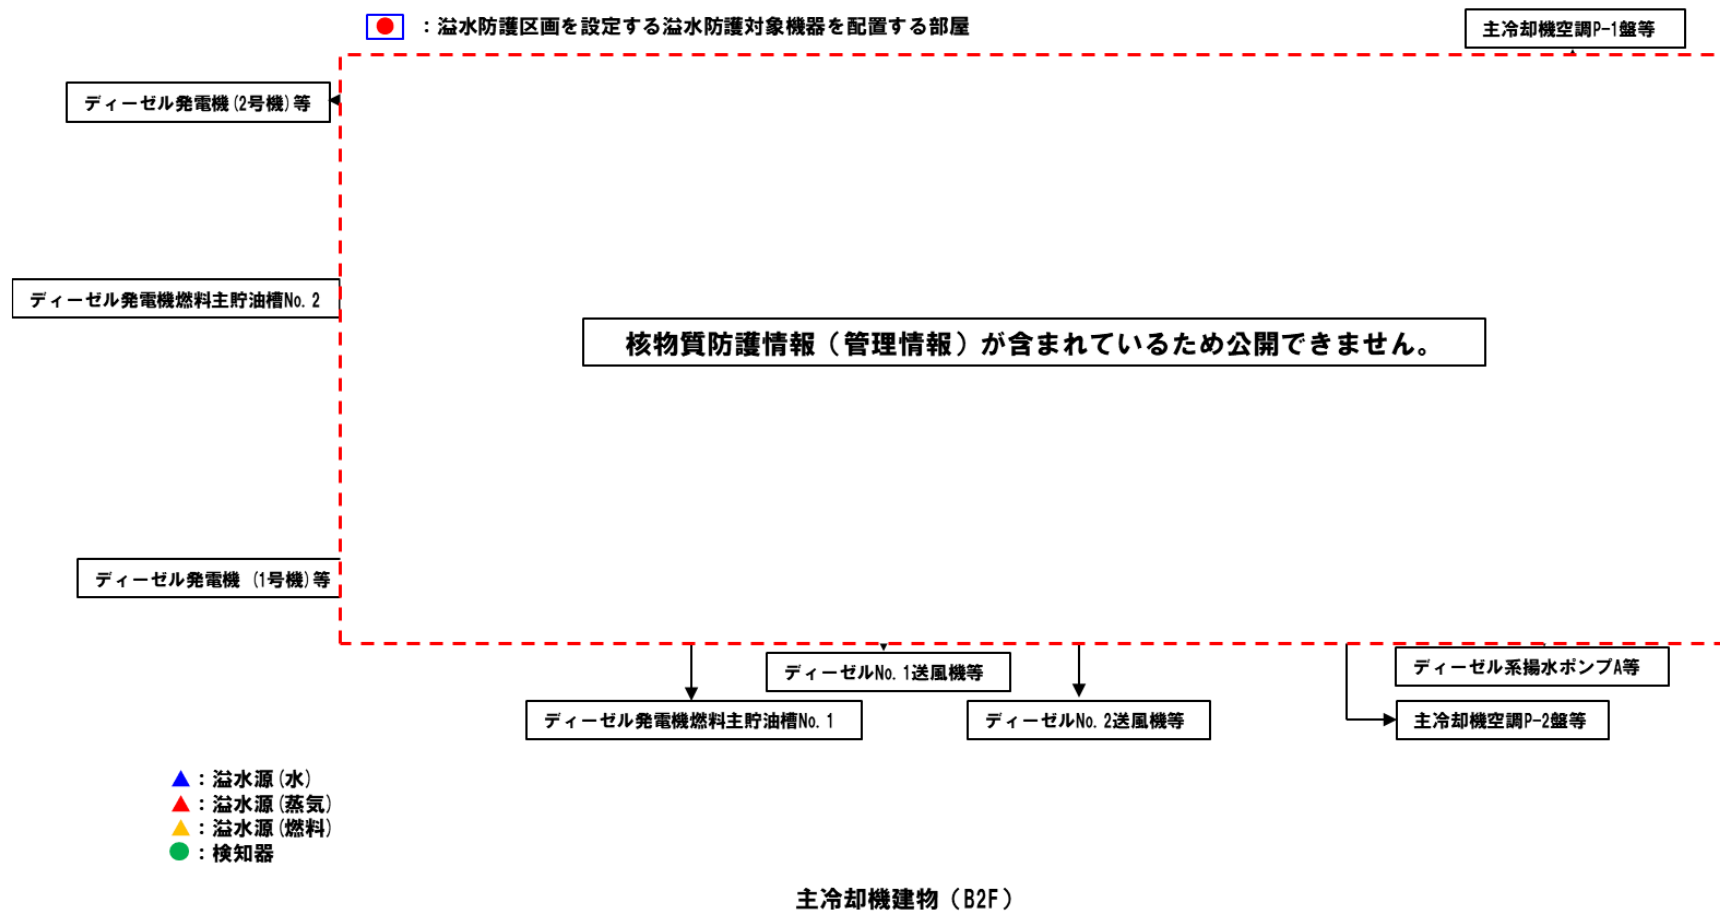 ：溢水防護区画を設定する溢水防護対象機器を配置する部屋
主冷却機空調P-1盤等
ディーゼル発電機(2号機)等
ディーゼル発電機燃料主貯油槽No.2
核物質防護情報（管理情報）が含まれているため公開できません。
ディーゼル発電機 (1号機)等
ディーゼルNo.1送風機等
ディーゼル系揚水ポンプA等
ディーゼル発電機燃料主貯油槽No.1
ディーゼルNo.2送風機等
主冷却機空調P-2盤等
：溢水源(水)
：溢水源(蒸気)
：溢水源(燃料)
：検知器
主冷却機建物（B2F）